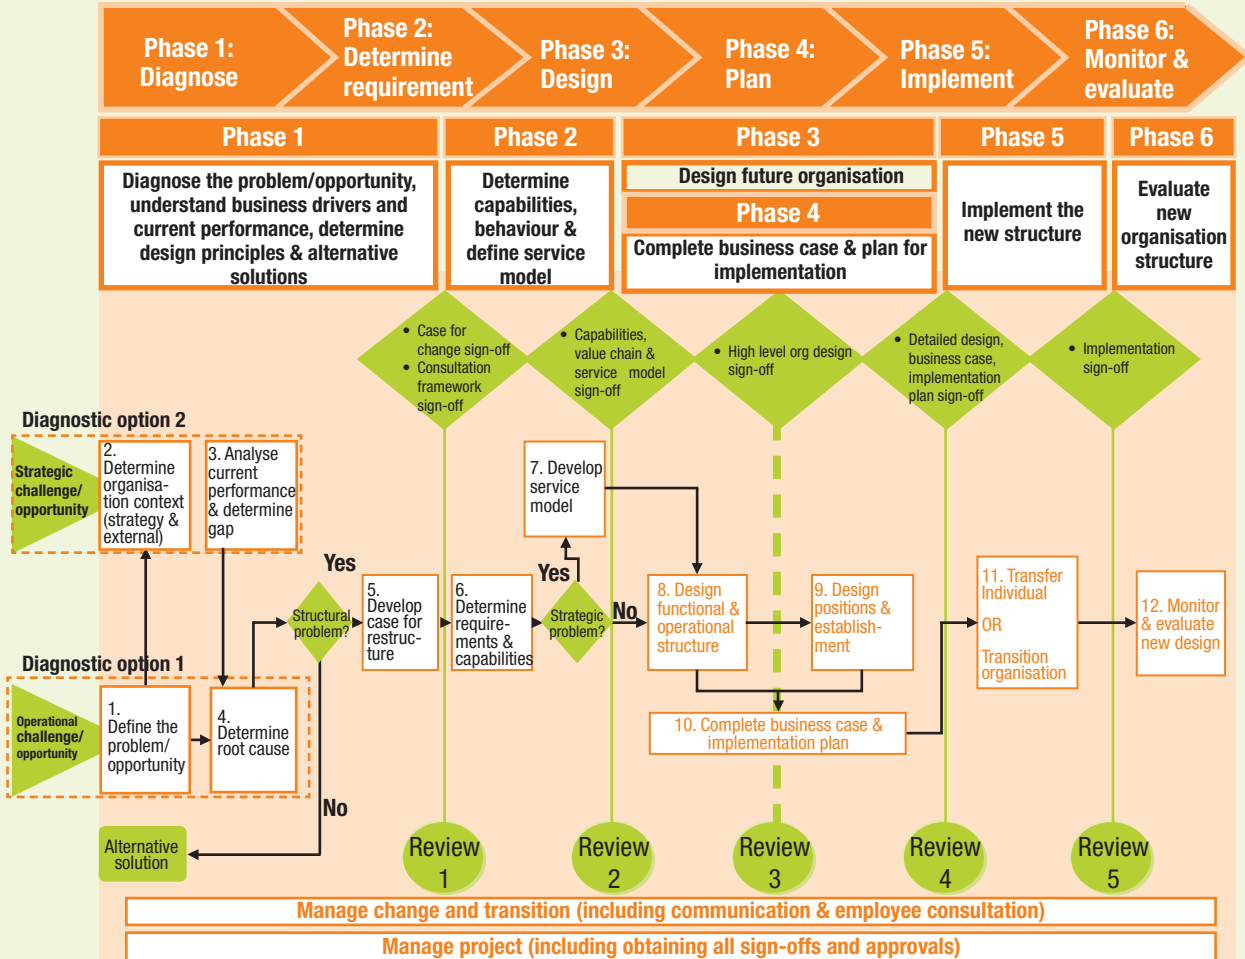 Phase 1:
Diagnose
Phase 2:
Determine
requirement
Phase 3:
Design
Phase 4:
Plan
Phase 5:
Implement
Phase 6:
Monitor &
evaluate
Phase 1
Phase 2
Phase 3
Phase 5
Phase 6
Diagnose the problem/opportunity,
understand business drivers and
current performance, determine
design principles & alternative
solutions
Determine
capabilities,
behaviour &
define service
model
Design future organisation
Phase 4
Complete business case & plan for
implementation
Implement the
new structure
Evaluate
new
organisation
structure
• Case for
change sign-off
• Consultation
framework
sign-off
• Capabilities,
value chain &
service model
sign-off
• High level org design
sign-off
• Detailed design,
business case,
implementation
plan sign-off
• Implementation
sign-off
Diagnostic option 2
Strategic
challenge/
opportunity
2.
Determine
organisa-
tion context
(strategy &
external)
3. Analyse
current
performance
& determine
gap
7. Develop
service
model
Yes
Structural
problem?
5.
Develop
case for
restruc-
ture
6.
Determine
require-
ments &
capabilities
Yes
Strategic
problem?
No
8. Design
functional &
operational
structure
9. Design
positions &
establish-
ment
11. Transfer
Individual
OR
Transition
organisation
12. Monitor
& evaluate
new design
Diagnostic option 1
Operational
challenge/
opportunity
1.
Define the
problem/
opportunity
4.
Determine
root cause
10. Complete business case &
implementation plan
No
Alternative
solution
Review
1
Review
2
Review
3
Review
4
Review
5
Manage change and transition (including communication & employee consultation)
Manage project (including obtaining all sign-offs and approvals)